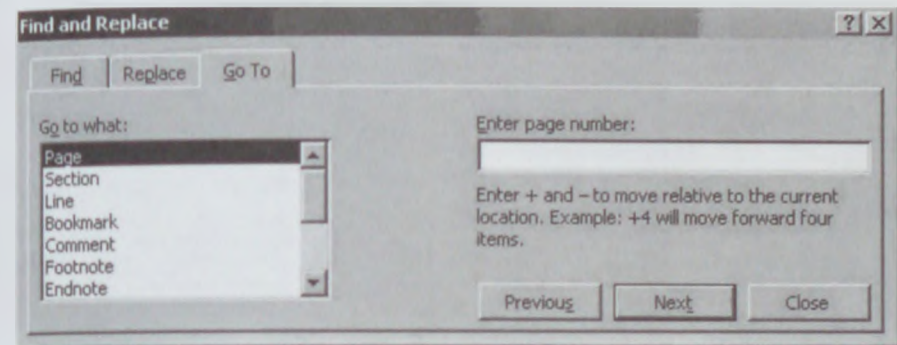 Find and Replace
Find
Replace
Go To
Go to what:
Page
Section
Line
Bookmark
Comment
Footnote
Endnote
Enter page number:
Enter + and – to move relative to the current
location. Example: +4 will move forward four
items.
Previous
Next
Close